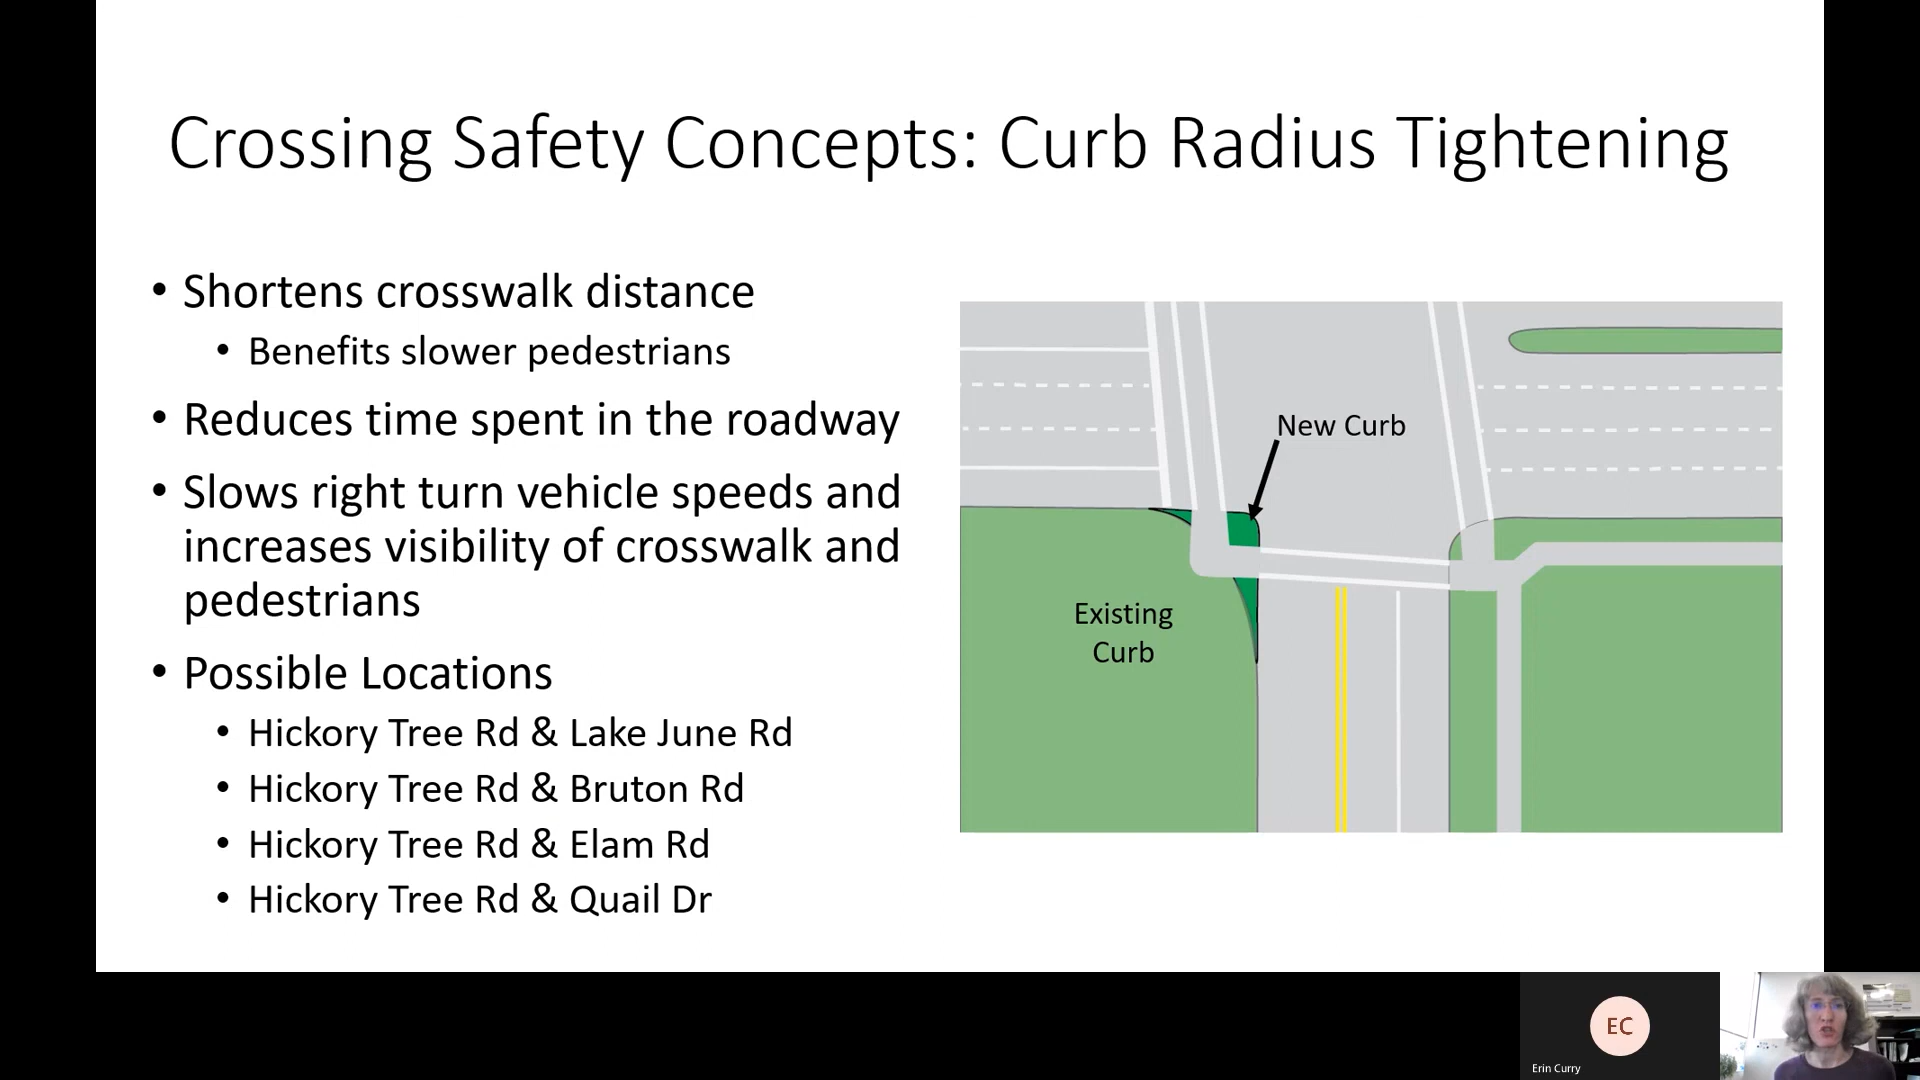 Crossing Safety Concepts: Curb Radius Tightening
• Shortens crosswalk distance
• Benefits slower pedestrians
• Reduces time spent in the roadway
• Slows right turn vehicle speeds and
increases visibility of crosswalk and
pedestrians
• Possible Locations
• Hickory Tree Rd & Lake June Rd
• Hickory Tree Rd & Bruton Rd
• Hickory Tree Rd & Elam Rd
• Hickory Tree Rd & Quail Dr
New Curb
Existing
Curb
EC
Erin Curry